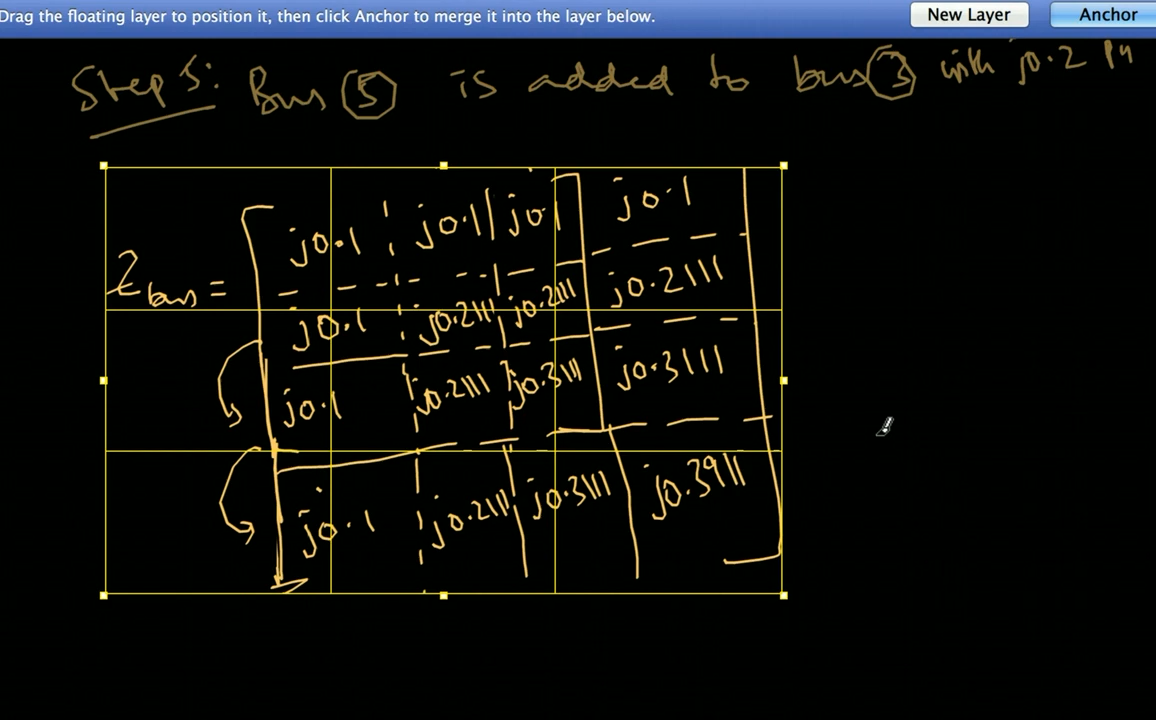 Drag the floating layer to position it, then click Anchor to merge it into the layer below.
New Layer
Anchor
Step 5: Bus 5 is added to bus 3 with j0.2 Pu
Zbus =
j0.1 j0.1 j0.1 j0.1
j0.1 j0.2111 j0.2111 j0.2111
j0.1 j0.2111 j0.3111 j0.3111
j0.1 j0.2111 j0.3111 j0.3911